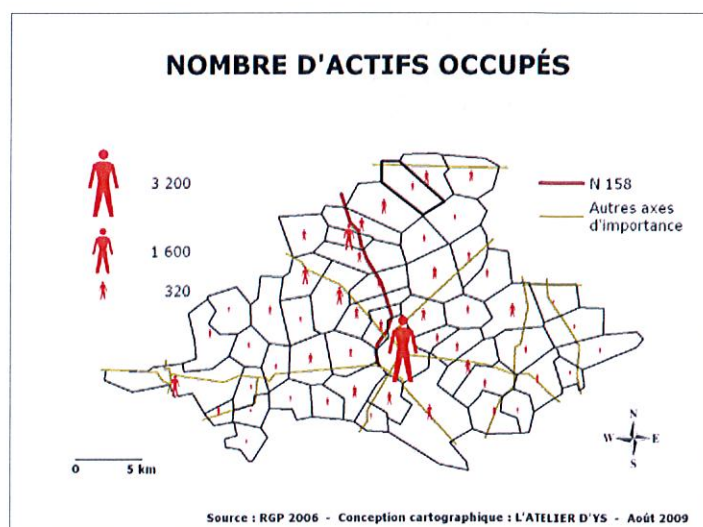 NOMBRE D'ACTIFS OCCUPÉS
3 200
1 600
320
N 158
Autres axes
d'importance
N
W E
S
0 5 km
Source : RGP 2006 - Conception cartographique : L'ATELIER D'YS - Août 2009